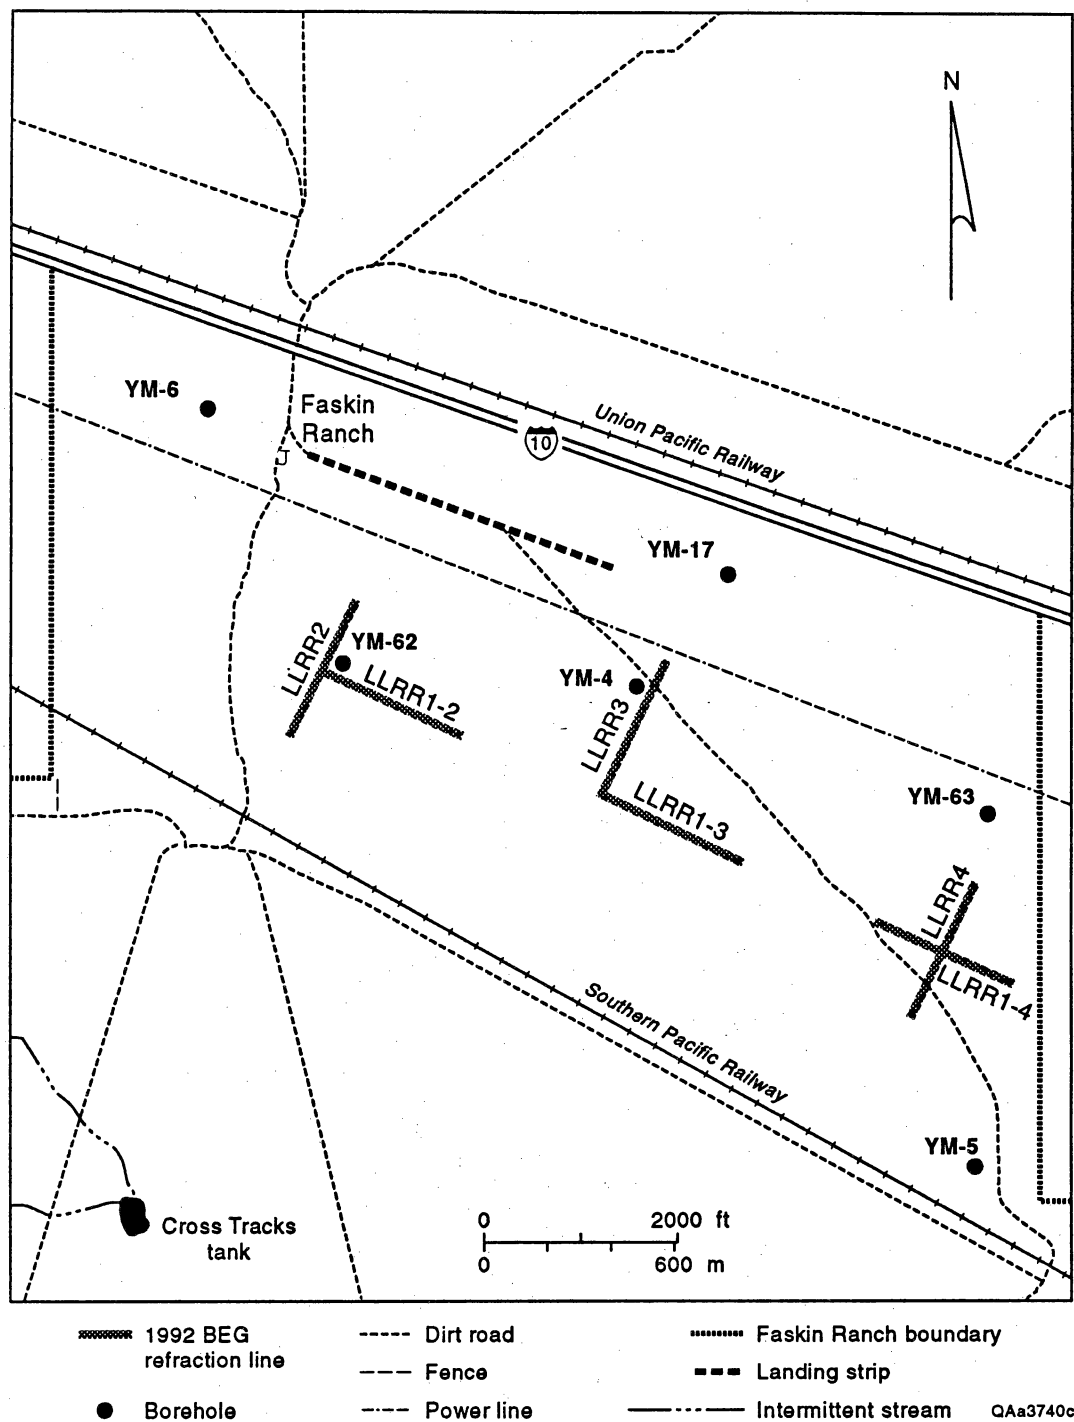 N
YM-6
Faskin
Ranch
Union Pacific Railway
10
YM-17
LLRR2
YM-62
LLRR1-2
YM-4
LLRR3
LLRR1-3
YM-63
LLRR4
LLRR1-4
Southern Pacific Railway
YM-5
Cross Tracks
tank
0 2000 ft
0 600 m
1992 BEG
refraction line
Dirt road
Faskin Ranch boundary
Fence
Landing strip
Borehole
Power line
Intermittent stream
QAa3740c